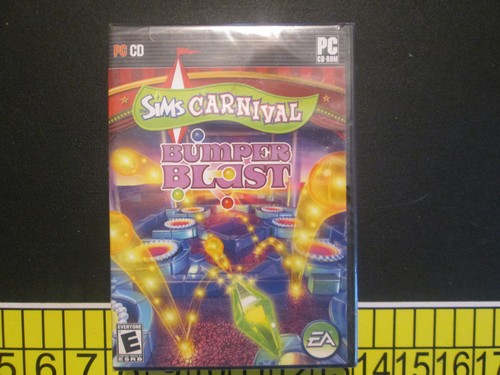 PC CD
PC
CD-ROM
SiMS CARNiVAL
BUMPER
BLAST
EVERYONE
E
ESRB
EA
5 6 7 13 14 15 16 17